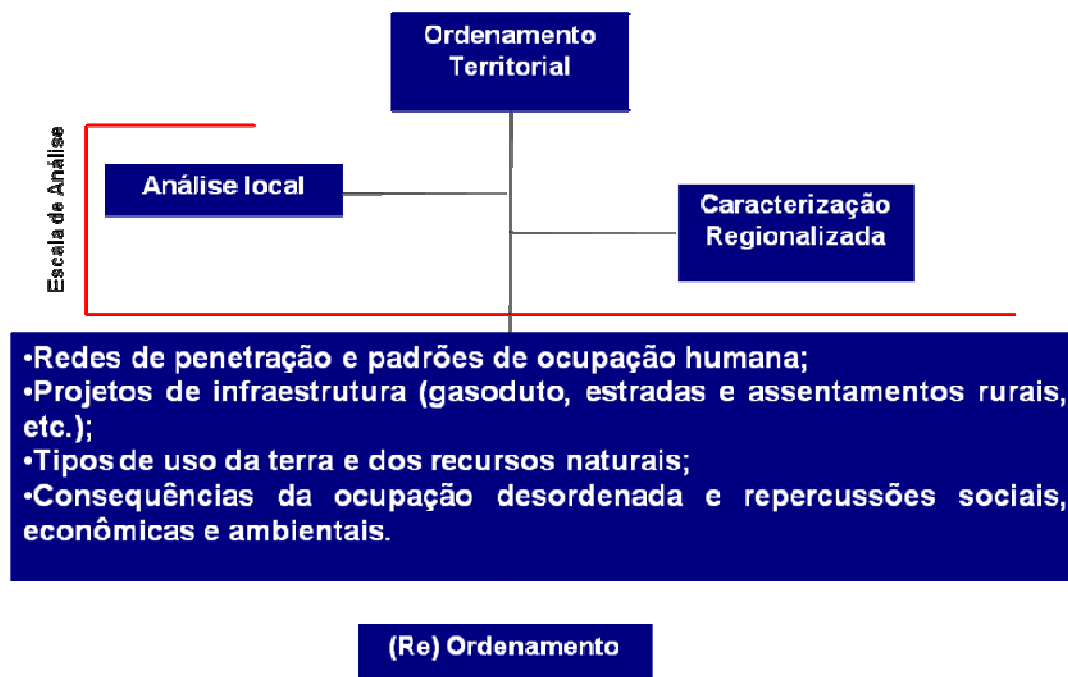 Ordenamento
Territorial
Escala de Análise
Análise local
Caracterização
Regionalizada
•Redes de penetração e padrões de ocupação humana;
•Projetos de infraestrutura (gasoduto, estradas e assentamentos rurais,
etc.);
•Tipos de uso da terra e dos recursos naturais;
•Consequências da ocupação desordenada e repercussões sociais,
econômicas e ambientais.
(Re) Ordenamento